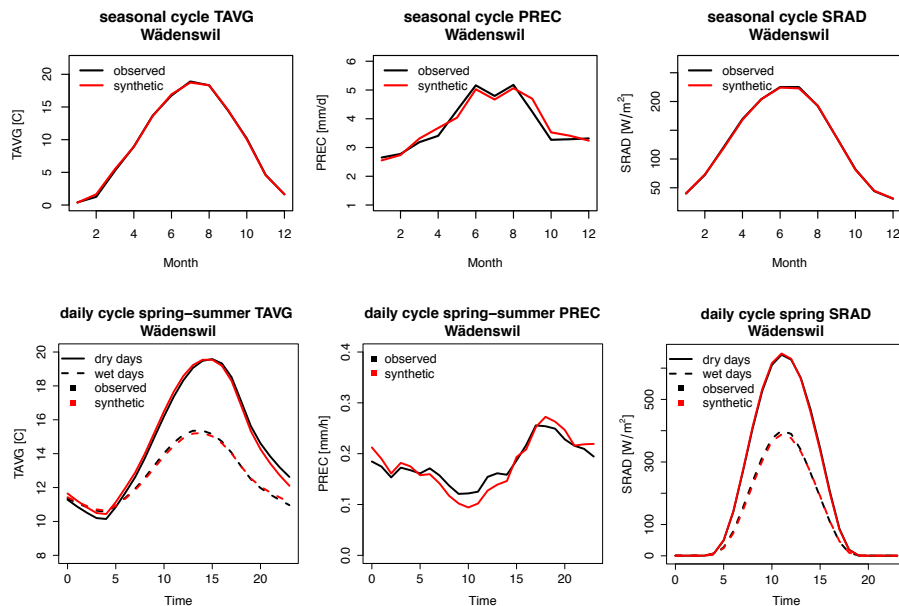 seasonal cycle TAVG
Wädenswil
observed
synthetic
TAVG [C]
0
5
10
15
20
2
4
6
8
10
12
Month
seasonal cycle PREC
Wädenswil
observed
synthetic
PREC [mm/d]
1
2
3
4
5
6
2
4
6
8
10
12
Month
seasonal cycle SRAD
Wädenswil
observed
synthetic
SRAD [W/m²]
50
100
200
2
4
6
8
10
12
Month
daily cycle spring−summer TAVG
Wädenswil
dry days
wet days
observed
synthetic
TAVG [C]
8
10
12
14
16
18
20
0
5
10
15
20
Time
daily cycle spring−summer PREC
Wädenswil
observed
synthetic
PREC [mm/h]
0.0
0.1
0.2
0.3
0.4
0
5
10
15
20
Time
daily cycle spring SRAD
Wädenswil
dry days
wet days
observed
synthetic
SRAD [W/m²]
0
100
300
500
0
5
10
15
20
Time